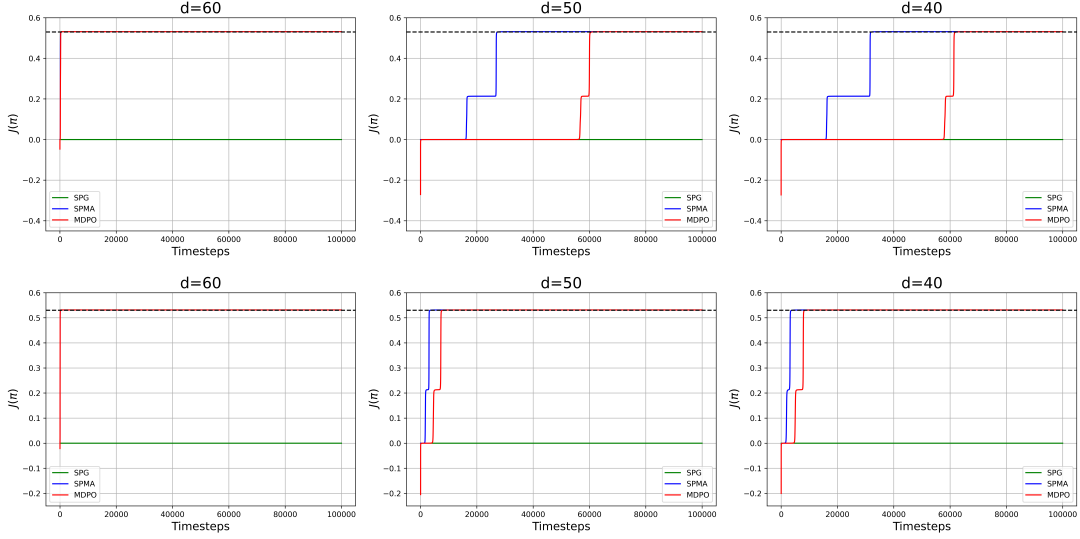 d=60
d=50
d=40
0.6
0.4
0.2
0.0
−0.2
−0.4
J(π)
SPG
SPMA
MDPO
0
20000
40000
60000
80000
100000
Timesteps
0.6
0.4
0.2
0.0
−0.2
−0.4
J(π)
SPG
SPMA
MDPO
0
20000
40000
60000
80000
100000
Timesteps
0.6
0.4
0.2
0.0
−0.2
−0.4
J(π)
SPG
SPMA
MDPO
0
20000
40000
60000
80000
100000
Timesteps
d=60
d=50
d=40
0.6
0.5
0.4
0.3
0.2
0.1
0.0
−0.1
−0.2
J(π)
SPG
SPMA
MDPO
0
20000
40000
60000
80000
100000
Timesteps
0.6
0.5
0.4
0.3
0.2
0.1
0.0
−0.1
−0.2
J(π)
SPG
SPMA
MDPO
0
20000
40000
60000
80000
100000
Timesteps
0.6
0.5
0.4
0.3
0.2
0.1
0.0
−0.1
−0.2
J(π)
SPG
SPMA
MDPO
0
20000
40000
60000
80000
100000
Timesteps